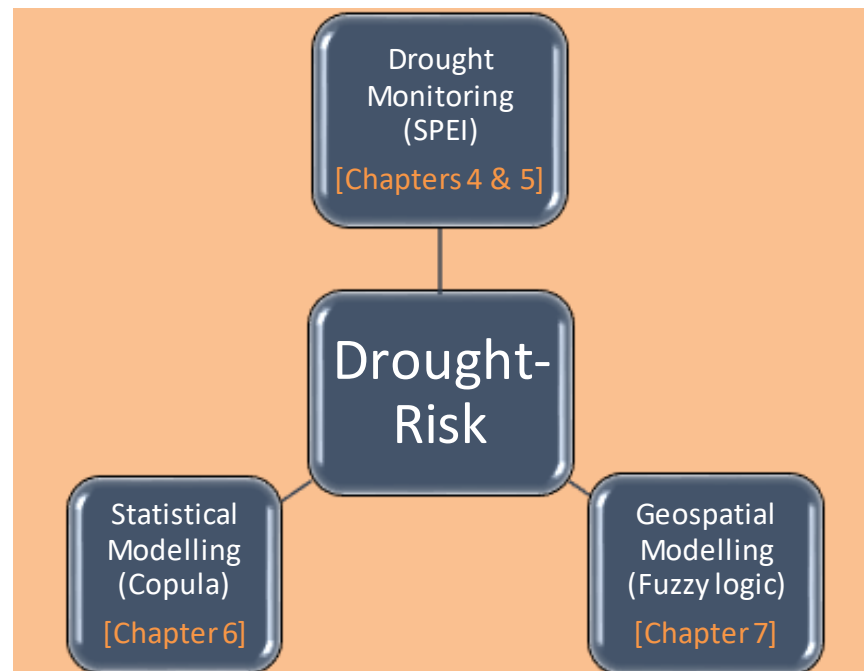 Drought
Monitoring
(SPEI)
[Chapters 4 & 5]
Drought-
Risk
Statistical
Modelling
(Copula)
[Chapter 6]
Geospatial
Modelling
(Fuzzy logic)
[Chapter 7]